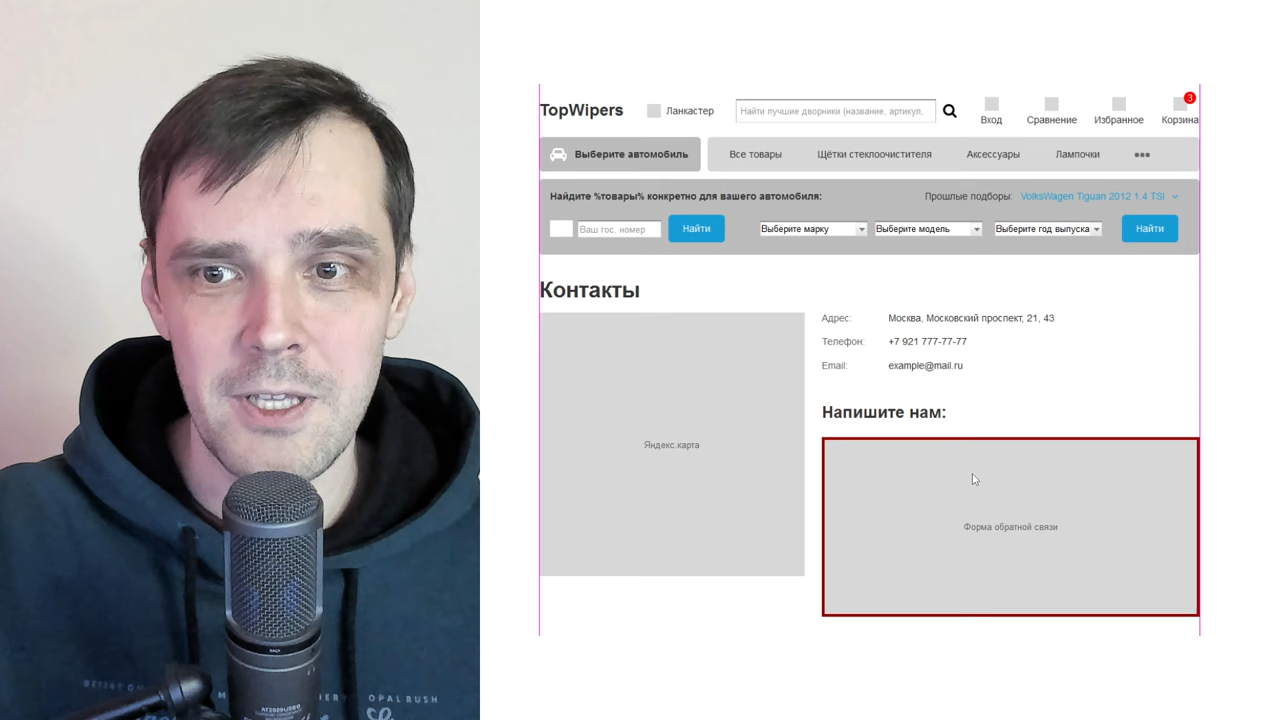 TopWipers
Ланкастер
Найти лучшие дворники (название, артикул,
Вход
Сравнение
Избранное
3
Корзина
Выберите автомобиль
Все товары
Щётки стеклоочистителя
Аксессуары
Лампочки
Найдите %товары% конкретно для вашего автомобиля:
Прошлые подборы: VolksWagen Tiguan 2012 1.4 TSI
Ваш гос. номер
Найти
Выберите марку
Выберите модель
Выберите год выпуска
Найти
Контакты
Яндекс.карта
Адрес: Москва, Московский проспект, 21, 43
Телефон: +7 921 777-77-77
Email: example@mail.ru
Напишите нам:
Форма обратной связи
OPAL RUSH